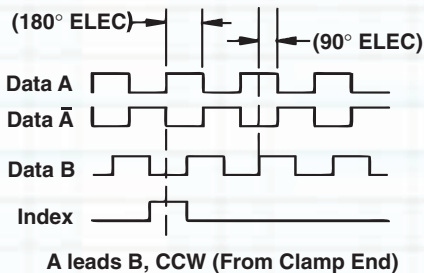 (180° ELEC)
(90° ELEC)
Data A
Data A̅
Data B
Index
A leads B, CCW (From Clamp End)